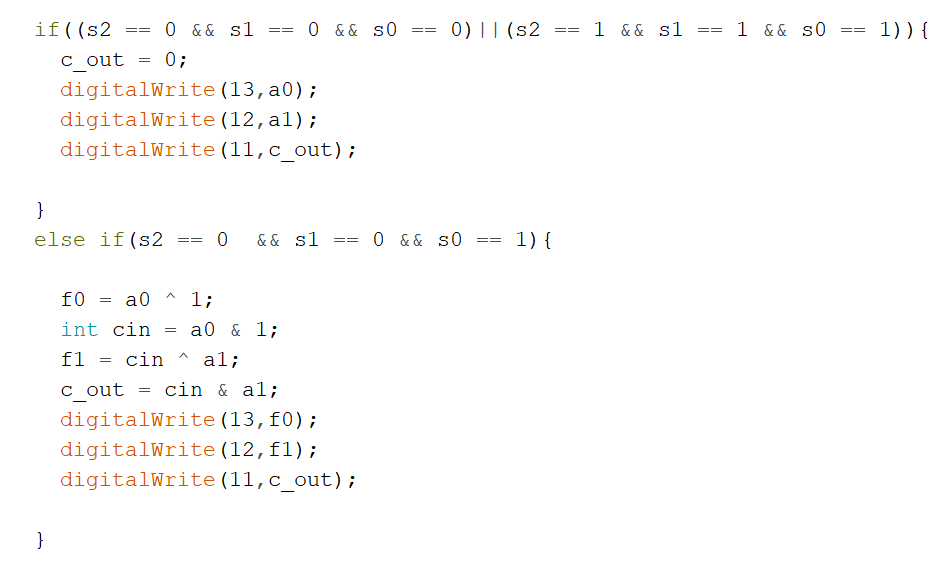 if((s2 == 0 && s1 == 0 && s0 == 0)||(s2 == 1 && s1 == 1 && s0 == 1)){
c_out = 0;
digitalWrite(13,a0);
digitalWrite(12,a1);
digitalWrite(11,c_out);
}
else if(s2 == 0  && s1 == 0 && s0 == 1){
f0 = a0 ^ 1;
int cin = a0 & 1;
f1 = cin ^ a1;
c_out = cin & a1;
digitalWrite(13,f0);
digitalWrite(12,f1);
digitalWrite(11,c_out);
}